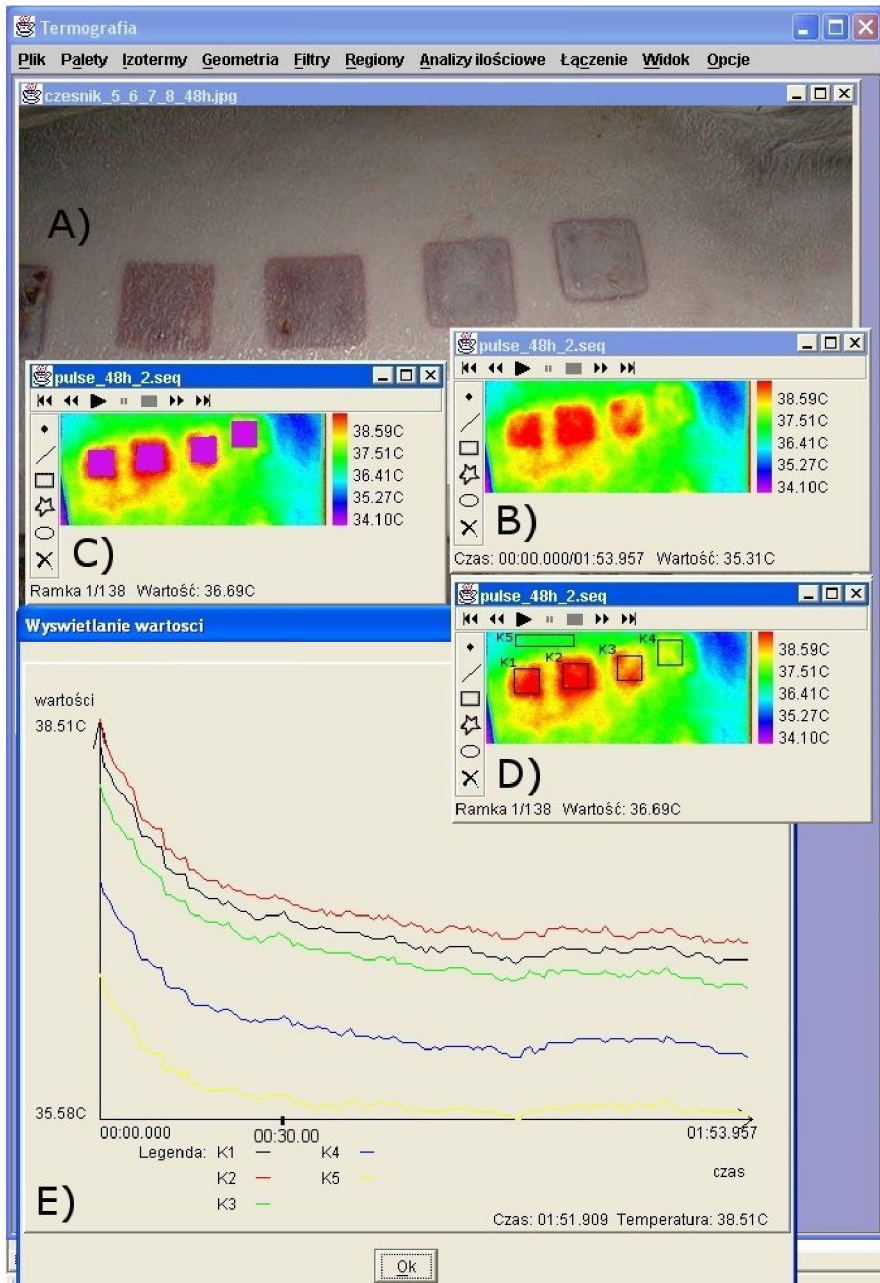 Termografia
Plik Palety Izotermy Geometria Filtry Regiony Analizy ilościowe Łączenie Widok Opcje
czesnik_5_6_7_8_48h.jpg
A)
pulse_48h_2.seq
38.59C
37.51C
36.41C
35.27C
34.10C
B)
Czas: 00:00.000/01:53.957 Wartość: 35.31C
pulse_48h_2.seq
38.59C
37.51C
36.41C
35.27C
34.10C
C)
Ramka 1/138 Wartość: 36.69C
pulse_48h_2.seq
K5 K4
K1 K2 K3
38.59C
37.51C
36.41C
35.27C
34.10C
D)
Ramka 1/138 Wartość: 36.69C
Wyswietlanie wartosci
wartości
38.51C
35.58C
00:00.000 00:30.00 01:53.957
Legenda: K1 K4
K2 K5
K3
czas
E)
Czas: 01:51.909 Temperatura: 38.51C
Ok